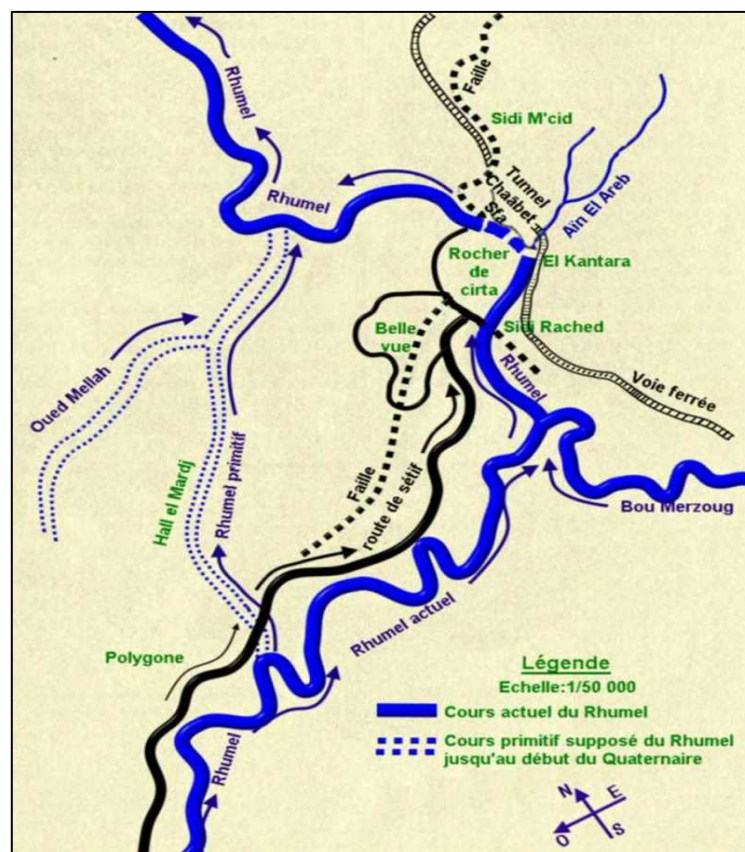 Rhumel
Faille
Sidi M'cid
Tunnel
Chaâbet
Sfa
Aïn El Areb
Rhumel
Rocher
de
cirta
El Kantara
Belle
vue
Sidi Rached
Rhumel
Voie ferrée
Oued Mellah
Hall el Mardj
Rhumel primitif
Faille
route de sétif
Bou Merzoug
Rhumel actuel
Polygone
Rhumel
Légende
Echelle:1/50 000
Cours actuel du Rhumel
Cours primitif supposé du Rhumel
jusqu'au début du Quaternaire
N
E
O
S